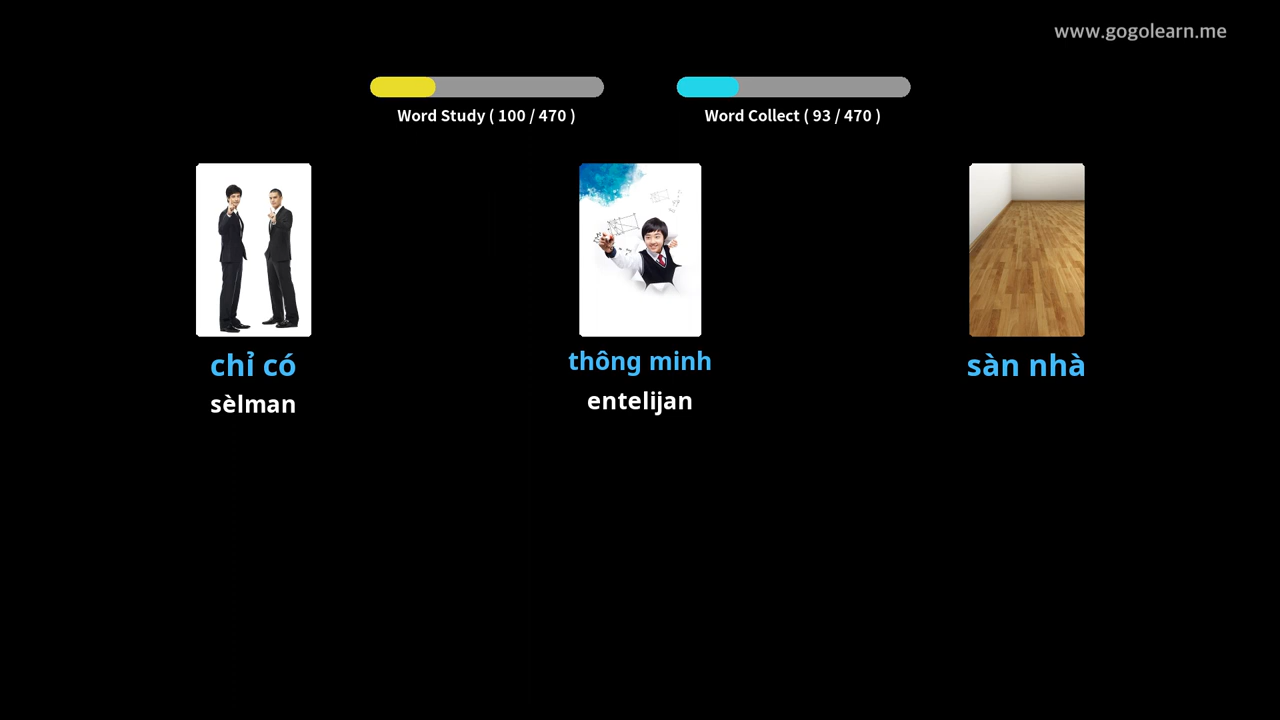 www.gogolearn.me
Word Study ( 100 / 470 )
Word Collect ( 93 / 470 )
chỉ có
sèlman
thông minh
entelijan
sàn nhà